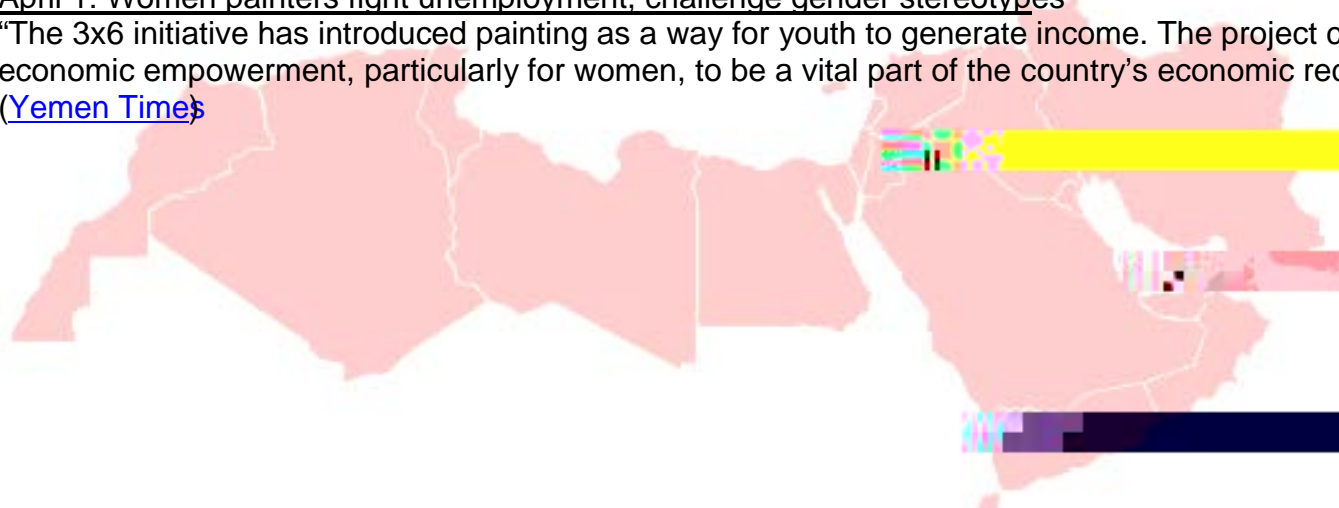 April 1: Women painters fight unemployment, challenge gender stereotypes
“The 3x6 initiative has introduced painting as a way for youth to generate income. The project
economic empowerment, particularly for women, to be a vital part of the country’s economic
(Yemen Times)